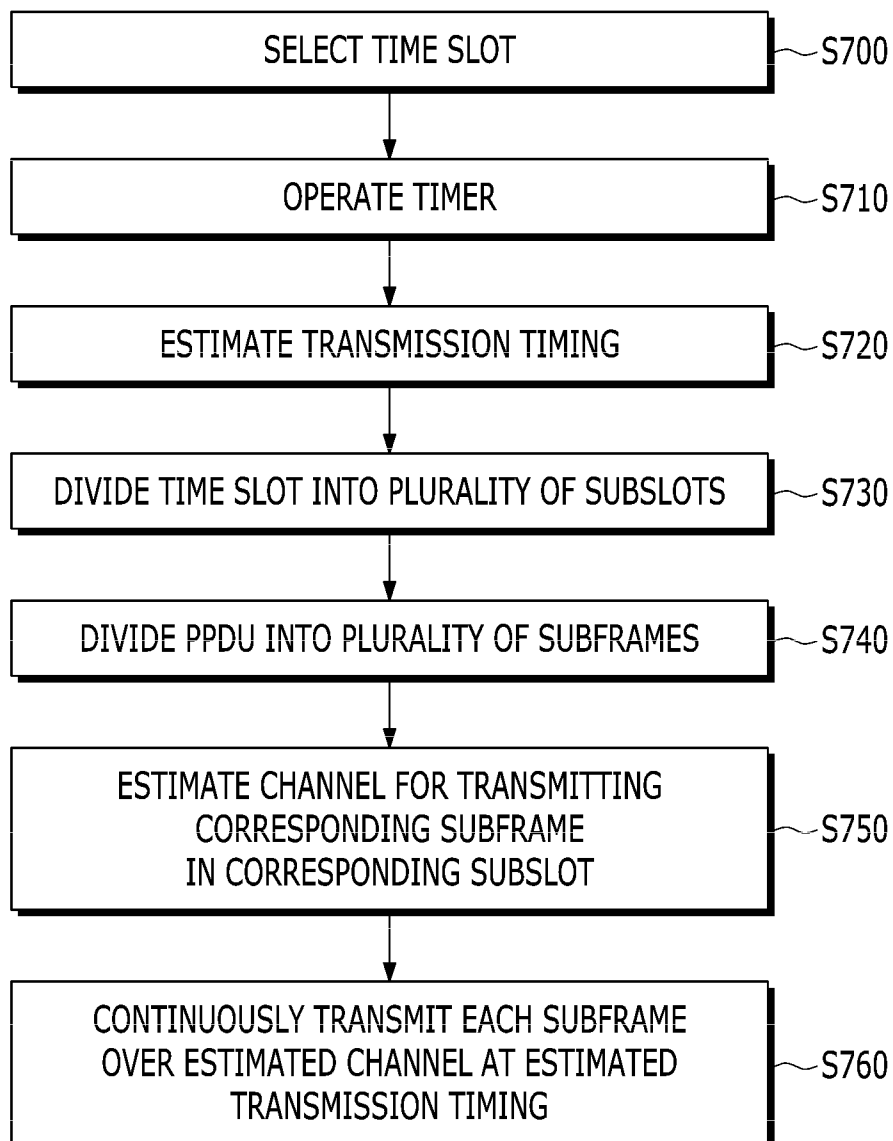 SELECT TIME SLOT
S700
OPERATE TIMER
S710
ESTIMATE TRANSMISSION TIMING
S720
DIVIDE TIME SLOT INTO PLURALITY OF SUBSLOTS
S730
DIVIDE PPDU INTO PLURALITY OF SUBFRAMES
S740
ESTIMATE CHANNEL FOR TRANSMITTING
CORRESPONDING SUBFRAME
IN CORRESPONDING SUBSLOT
S750
CONTINUOUSLY TRANSMIT EACH SUBFRAME
OVER ESTIMATED CHANNEL AT ESTIMATED
TRANSMISSION TIMING
S760